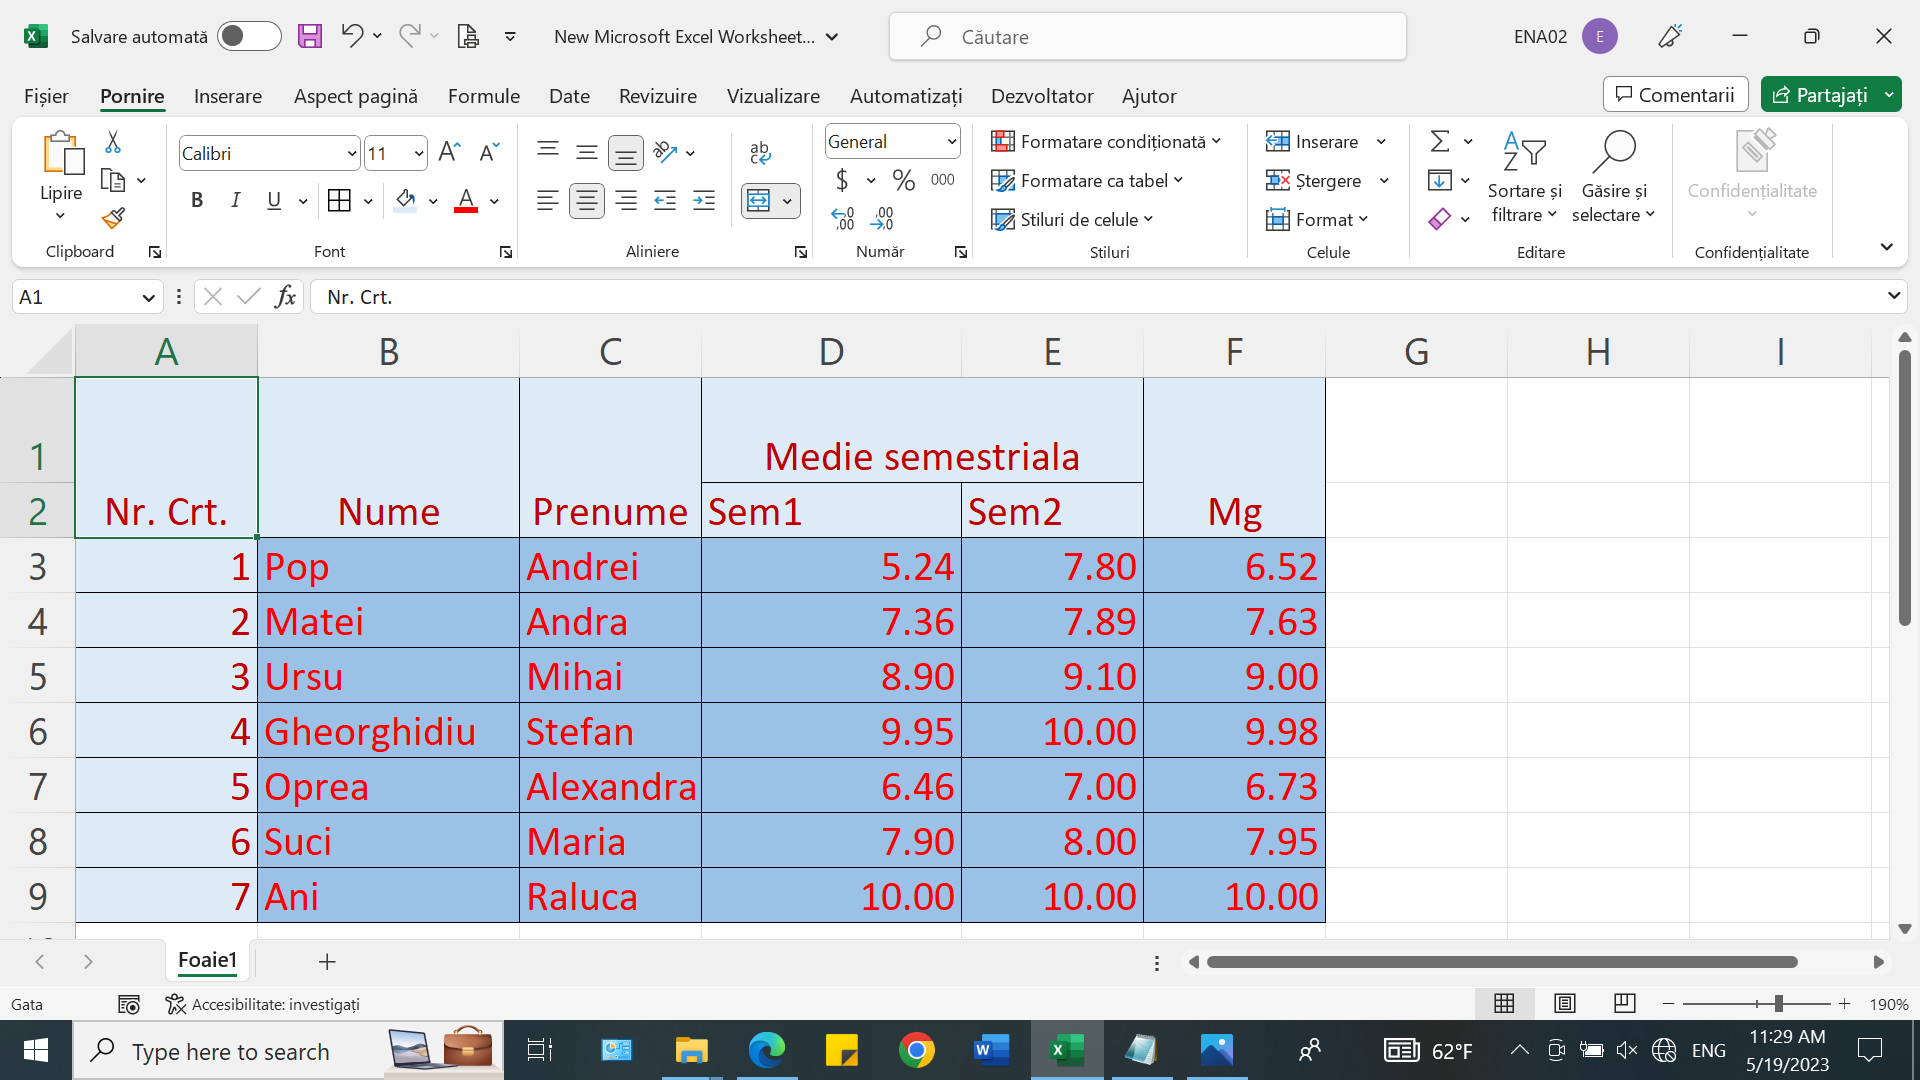 Salvare automată
New Microsoft Excel Worksheet...
Căutare
ENA02 E
Fișier Pornire Inserare Aspect pagină Formule Date Revizuire Vizualizare Automatizați Dezvoltator Ajutor Comentarii Partajați
Lipire
Clipboard
Calibri 11
B I U A
Font
ab
Aliniere
General
$ % 000
Număr
Formatare condiționată
Formatare ca tabel
Stiluri de celule
Stiluri
Inserare
Ștergere
Format
Celule
Sortare și filtrare
Găsire și selectare
Editare
Confidențialitate
Confidențialitate
A1 fx Nr. Crt.
A B C D E F G H I
1 Medie semestriala
2 Nr. Crt. Nume Prenume Sem1 Sem2 Mg
3 1 Pop Andrei 5.24 7.80 6.52
4 2 Matei Andra 7.36 7.89 7.63
5 3 Ursu Mihai 8.90 9.10 9.00
6 4 Gheorghidiu Stefan 9.95 10.00 9.98
7 5 Oprea Alexandra 6.46 7.00 6.73
8 6 Suci Maria 7.90 8.00 7.95
9 7 Ani Raluca 10.00 10.00 10.00
Foaie1
Gata Accesibilitate: investigați 190%
Type here to search 62°F ENG 11:29 AM
5/19/2023